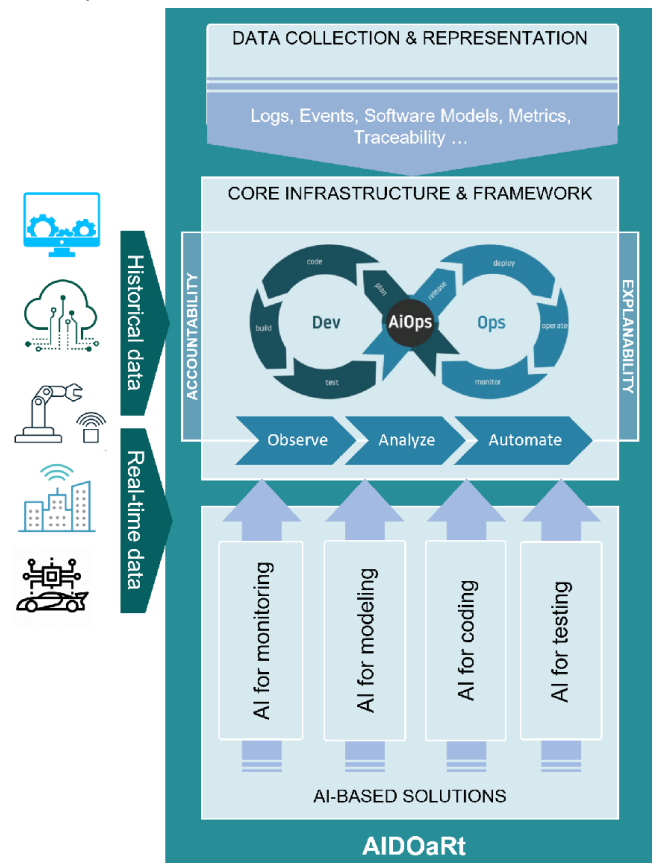 DATA COLLECTION & REPRESENTATION
Logs, Events, Software Models, Metrics,
Traceability ...
CORE INFRASTRUCTURE & FRAMEWORK
Historical data
Real-time data
ACCOUNTABILITY
EXPLANABILITY
code
build
test
plan
Dev
AiOps
release
deploy
operate
monitor
Ops
Observe
Analyze
Automate
AI for monitoring
AI for modeling
AI for coding
AI for testing
AI-BASED SOLUTIONS
AIDOaRt